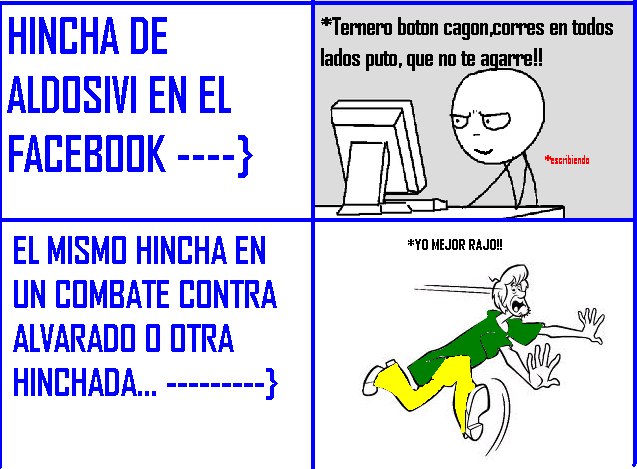 HINCHA DE
ALDOSIVI EN EL
FACEBOOK ----}
*Ternero boton cagon,corres en todos
lados puto, que no te agarre!!
*escribiendo
EL MISMO HINCHA EN
UN COMBATE CONTRA
ALVARADO O OTRA
HINCHADA... ---------}
*YO MEJOR RAJO!!